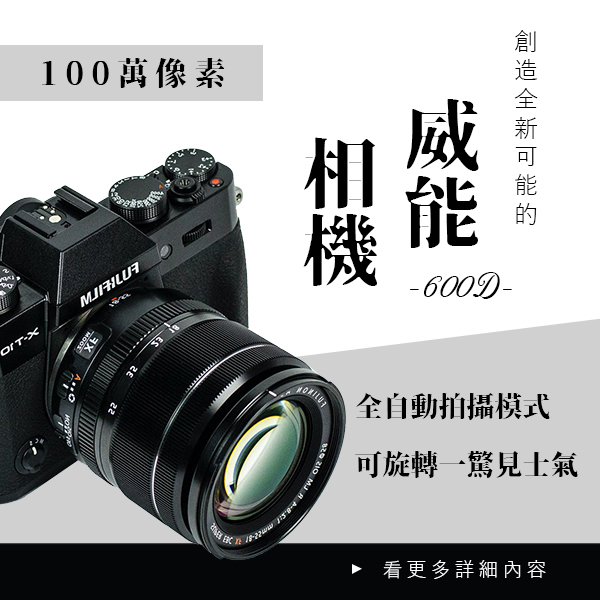 100萬像素
創造全新可能的
威能
相機
-600D-
FUJIFILM
X-T10
全自動拍攝模式
可旋轉一驚見士氣
▶ 看更多詳細內容